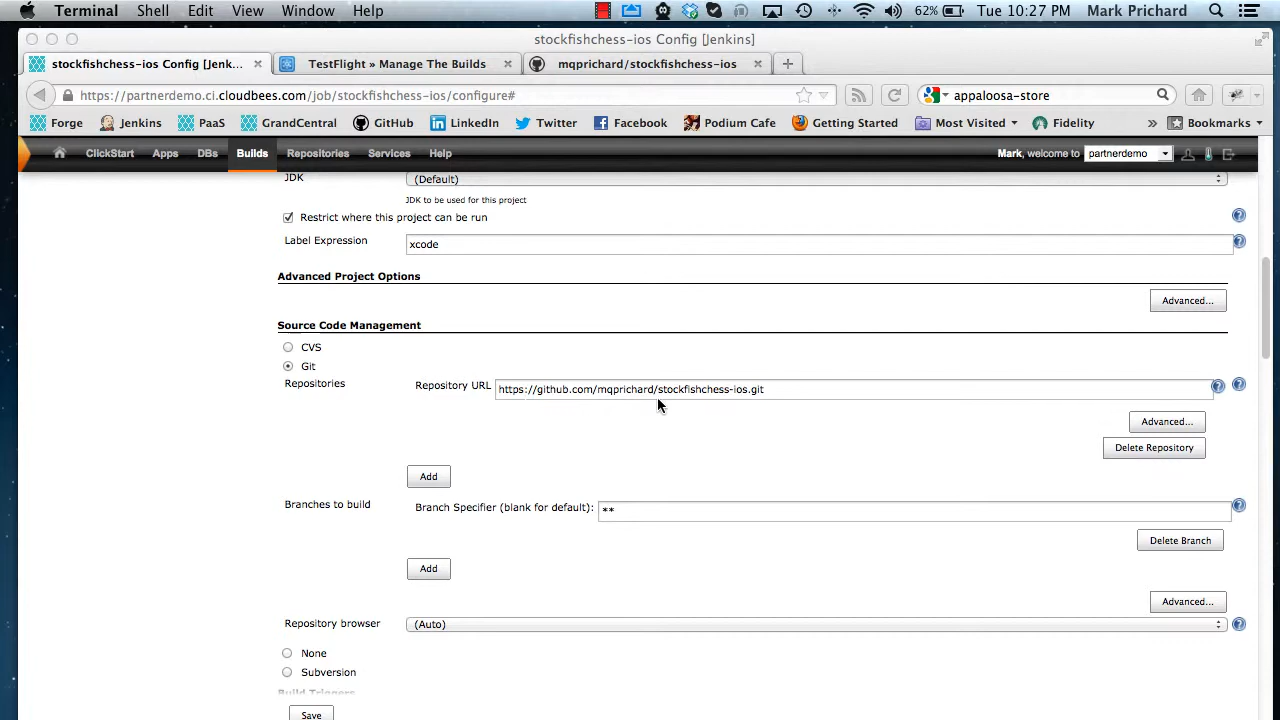 Terminal Shell Edit View Window Help 62% Tue 10:27 PM Mark Prichard
stockfishchess-ios Config [Jenkins]
stockfishchess-ios Config [Jenk... TestFlight » Manage The Builds mqprichard/stockfishchess-ios
https://partnerdemo.ci.cloudbees.com/job/stockfishchess-ios/configure# appaloosa-store
Forge Jenkins PaaS GrandCentral GitHub LinkedIn Twitter Facebook Podium Cafe Getting Started Most Visited Fidelity » Bookmarks
ClickStart Apps DBs Builds Repositories Services Help Mark, welcome to partnerdemo
JDK (Default)
JDK to be used for this project
Restrict where this project can be run
Label Expression xcode
Advanced Project Options
Advanced...
Source Code Management
CVS
Git
Repositories Repository URL https://github.com/mqprichard/stockfishchess-ios.git
Advanced...
Delete Repository
Add
Branches to build Branch Specifier (blank for default): **
Delete Branch
Add
Advanced...
Repository browser (Auto)
None
Subversion
Build Triggers
Save